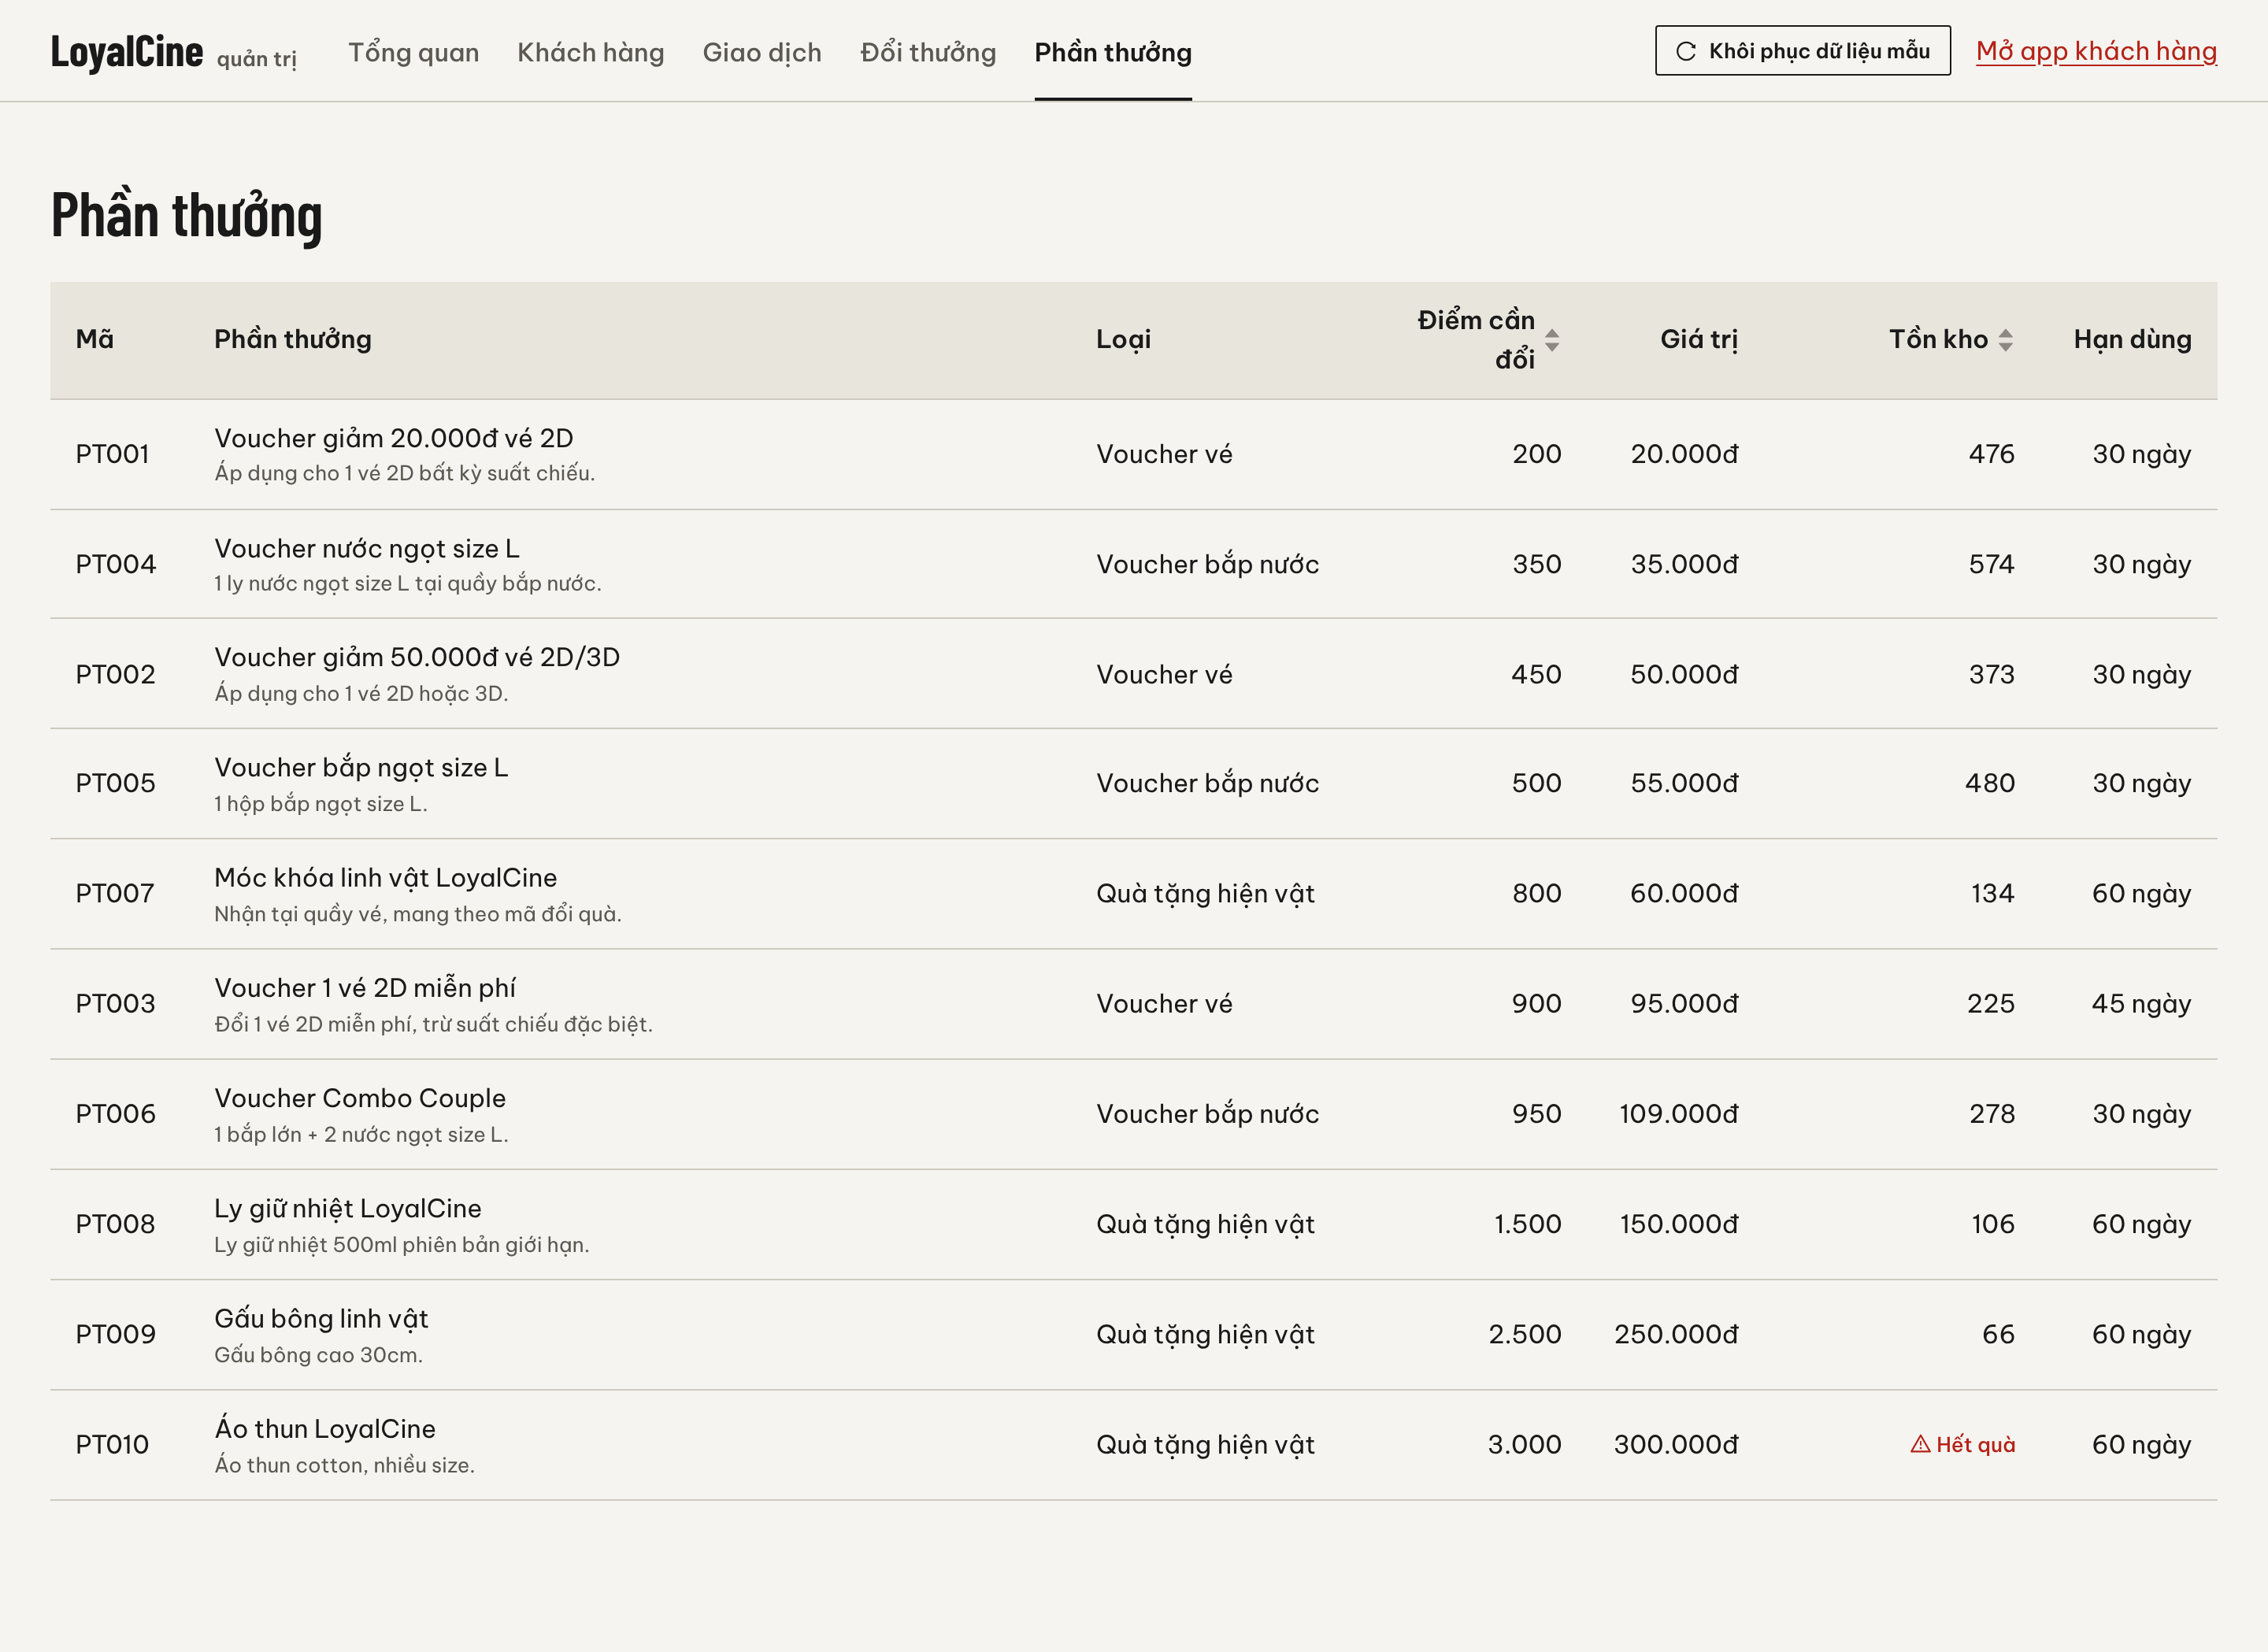 LoyalCine quản trị Tổng quan Khách hàng Giao dịch Đổi thưởng Phần thưởng Khôi phục dữ liệu mẫu Mở app khách hàng
Phần thưởng
Mã Phần thưởng Loại Điểm cần đổi Giá trị Tồn kho Hạn dùng
PT001 Voucher giảm 20.000đ vé 2D Voucher vé 200 20.000đ 476 30 ngày
Áp dụng cho 1 vé 2D bất kỳ suất chiếu.
PT004 Voucher nước ngọt size L Voucher bắp nước 350 35.000đ 574 30 ngày
1 ly nước ngọt size L tại quầy bắp nước.
PT002 Voucher giảm 50.000đ vé 2D/3D Voucher vé 450 50.000đ 373 30 ngày
Áp dụng cho 1 vé 2D hoặc 3D.
PT005 Voucher bắp ngọt size L Voucher bắp nước 500 55.000đ 480 30 ngày
1 hộp bắp ngọt size L.
PT007 Móc khóa linh vật LoyalCine Quà tặng hiện vật 800 60.000đ 134 60 ngày
Nhận tại quầy vé, mang theo mã đổi quà.
PT003 Voucher 1 vé 2D miễn phí Voucher vé 900 95.000đ 225 45 ngày
Đổi 1 vé 2D miễn phí, trừ suất chiếu đặc biệt.
PT006 Voucher Combo Couple Voucher bắp nước 950 109.000đ 278 30 ngày
1 bắp lớn + 2 nước ngọt size L.
PT008 Ly giữ nhiệt LoyalCine Quà tặng hiện vật 1.500 150.000đ 106 60 ngày
Ly giữ nhiệt 500ml phiên bản giới hạn.
PT009 Gấu bông linh vật Quà tặng hiện vật 2.500 250.000đ 66 60 ngày
Gấu bông cao 30cm.
PT010 Áo thun LoyalCine Quà tặng hiện vật 3.000 300.000đ Hết quà 60 ngày
Áo thun cotton, nhiều size.